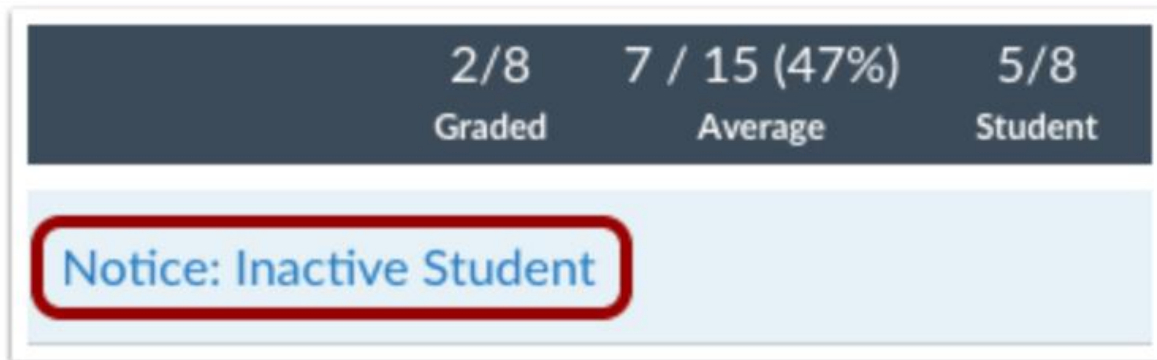 2/8 7 / 15 (47%) 5/8
Graded Average Student
Notice: Inactive Student